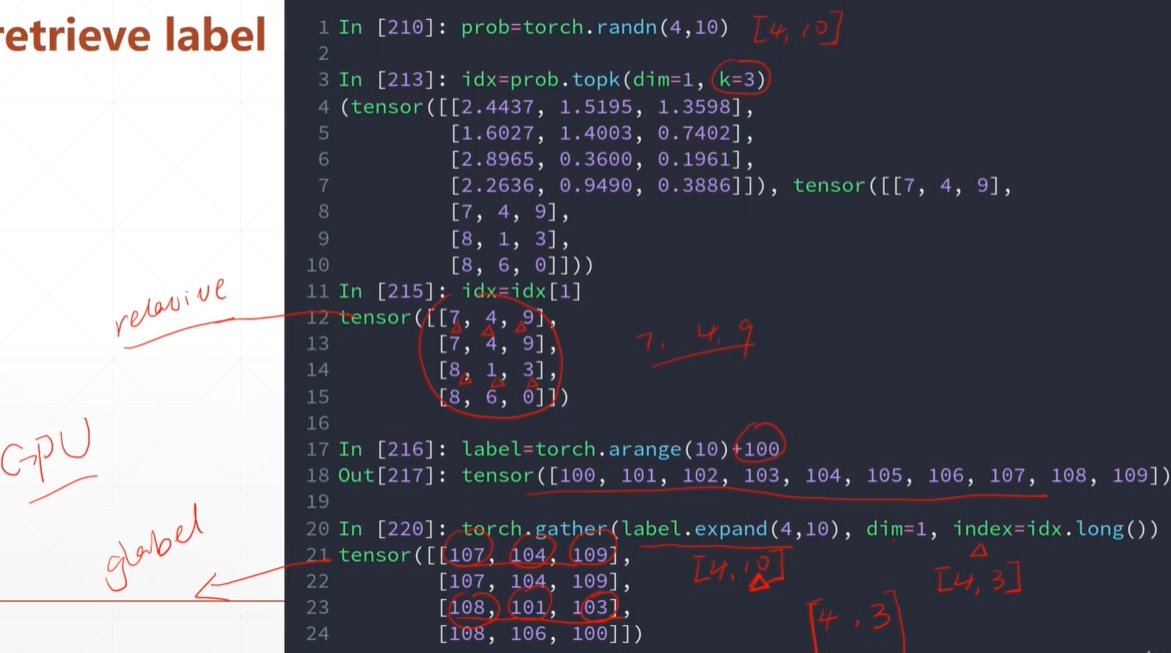 retrieve label
1 In [210]: prob=torch.randn(4,10) [4, 10]
2
3 In [213]: idx=prob.topk(dim=1, k=3)
4 (tensor([[2.4437, 1.5195, 1.3598],
5 [1.6027, 1.4003, 0.7402],
6 [2.8965, 0.3600, 0.1961],
7 [2.2636, 0.9490, 0.3886]]), tensor([[7, 4, 9],
8 [7, 4, 9],
9 [8, 1, 3],
10 [8, 6, 0]]))
11 In [215]: idx=idx[1]
relavive
12 tensor([[7, 4, 9],
13 [7, 4, 9],
7, 4, 9
14 [8, 1, 3],
15 [8, 6, 0]])
16
GPU
17 In [216]: label=torch.arange(10)+100
18 Out[217]: tensor([100, 101, 102, 103, 104, 105, 106, 107, 108, 109])
19
20 In [220]: torch.gather(label.expand(4,10), dim=1, index=idx.long())
glabel
21 tensor([[107, 104, 109],
[4, 10]
[4, 3]
22 [107, 104, 109],
23 [108, 101, 103],
[4, 3]
24 [108, 106, 100]])